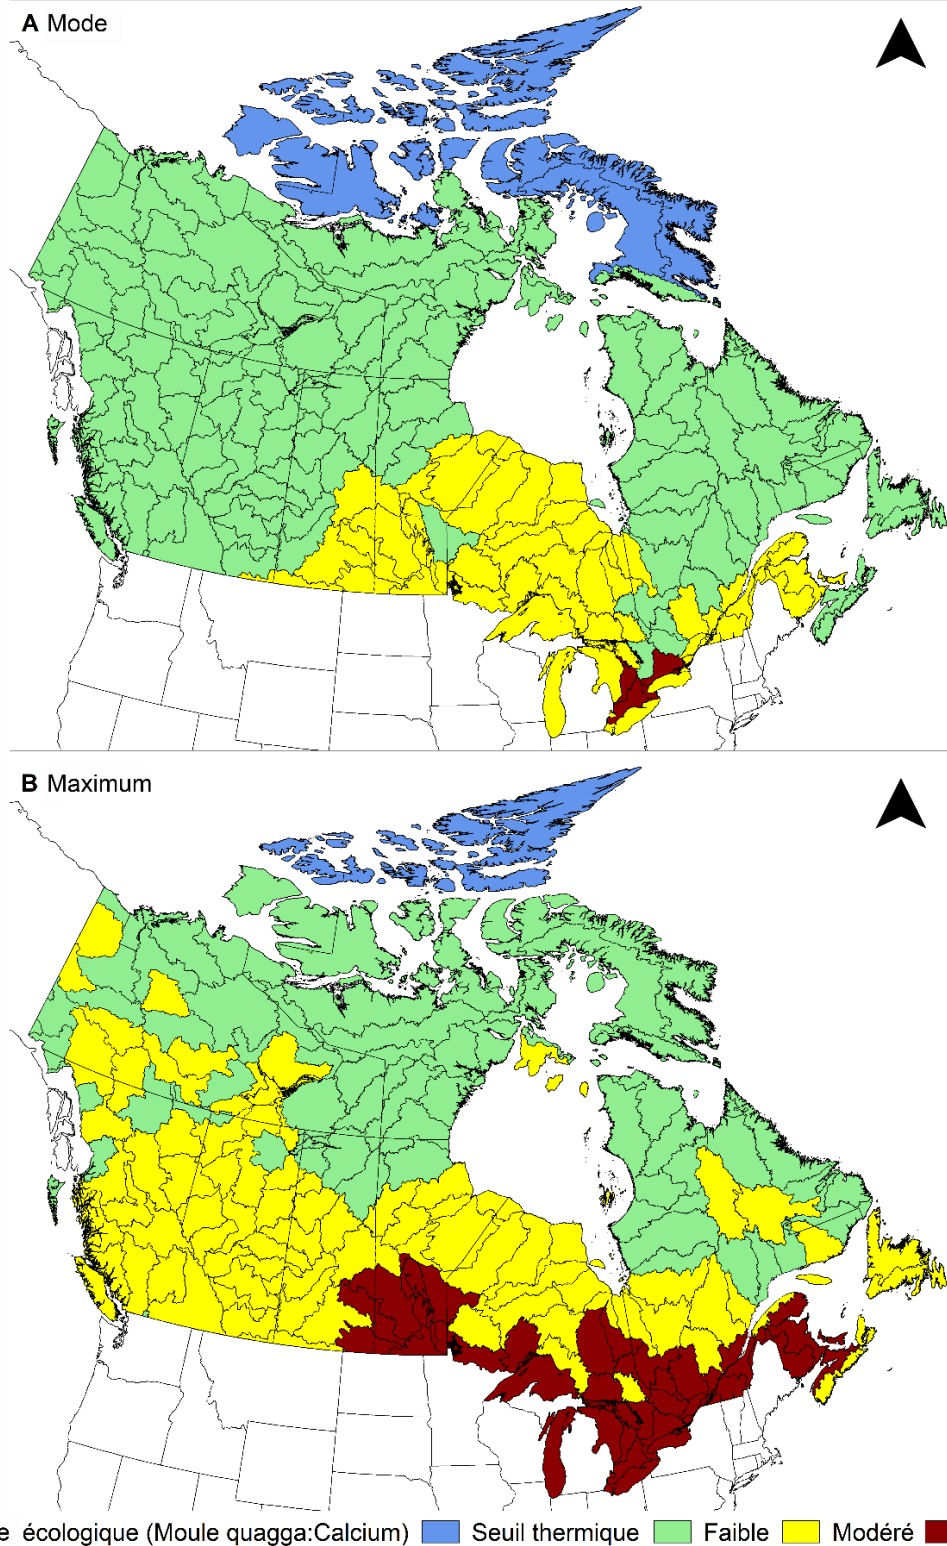 A Mode
B Maximum
écologique (Moule quagga:Calcium) Seuil thermique Faible Modéré